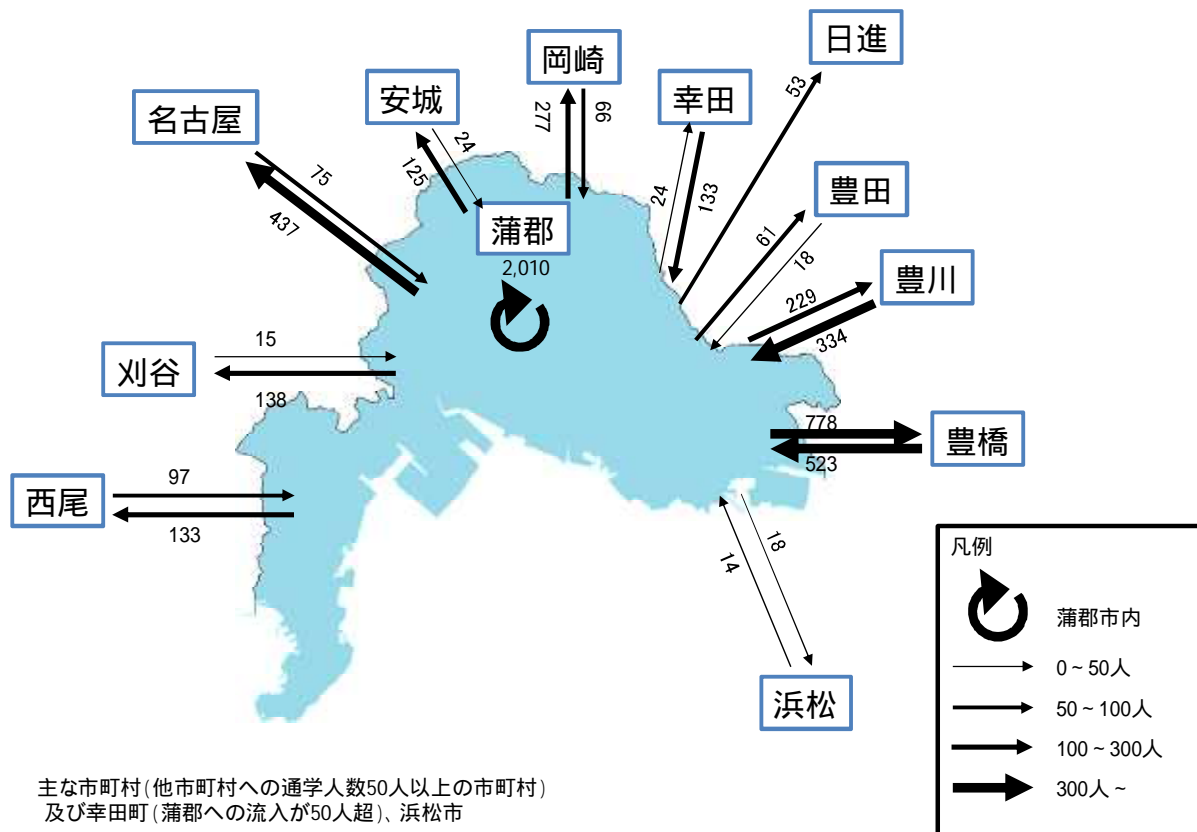 日進
岡崎
安城
幸田
名古屋
53
277
66
24
125
75
437
24
133
豊田
蒲郡
2,010
61
18
豊川
229
334
15
刈谷
138
778
豊橋
523
97
西尾
133
14
18
浜松
凡例
蒲郡市内
0~50人
50~100人
100~300人
300人~
主な市町村(他市町村への通学人数50人以上の市町村)
及び幸田町(蒲郡への流入が50人超)、浜松市